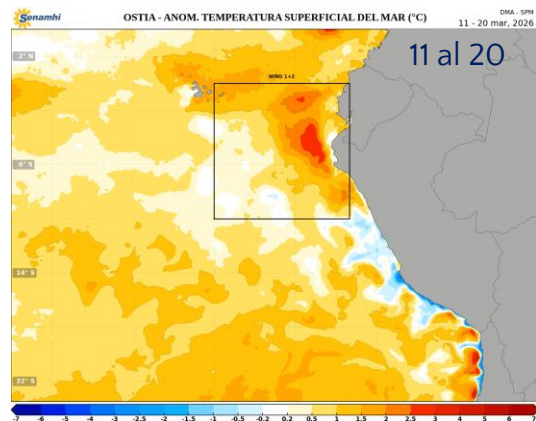 Senamhi
OSTIA - ANOM. TEMPERATURA SUPERFICIAL DEL MAR (°C)
DMA - SPM
11 - 20 mar, 2026
11 al 20
2° N
NIÑO 1+2
6° S
14° S
22° S
-7 -6 -5 -4 -3 -2.5 -2 -1.5 -1 -0.5 -0.2 0.2 0.5 1 1.5 2 2.5 3 4 5 6 7